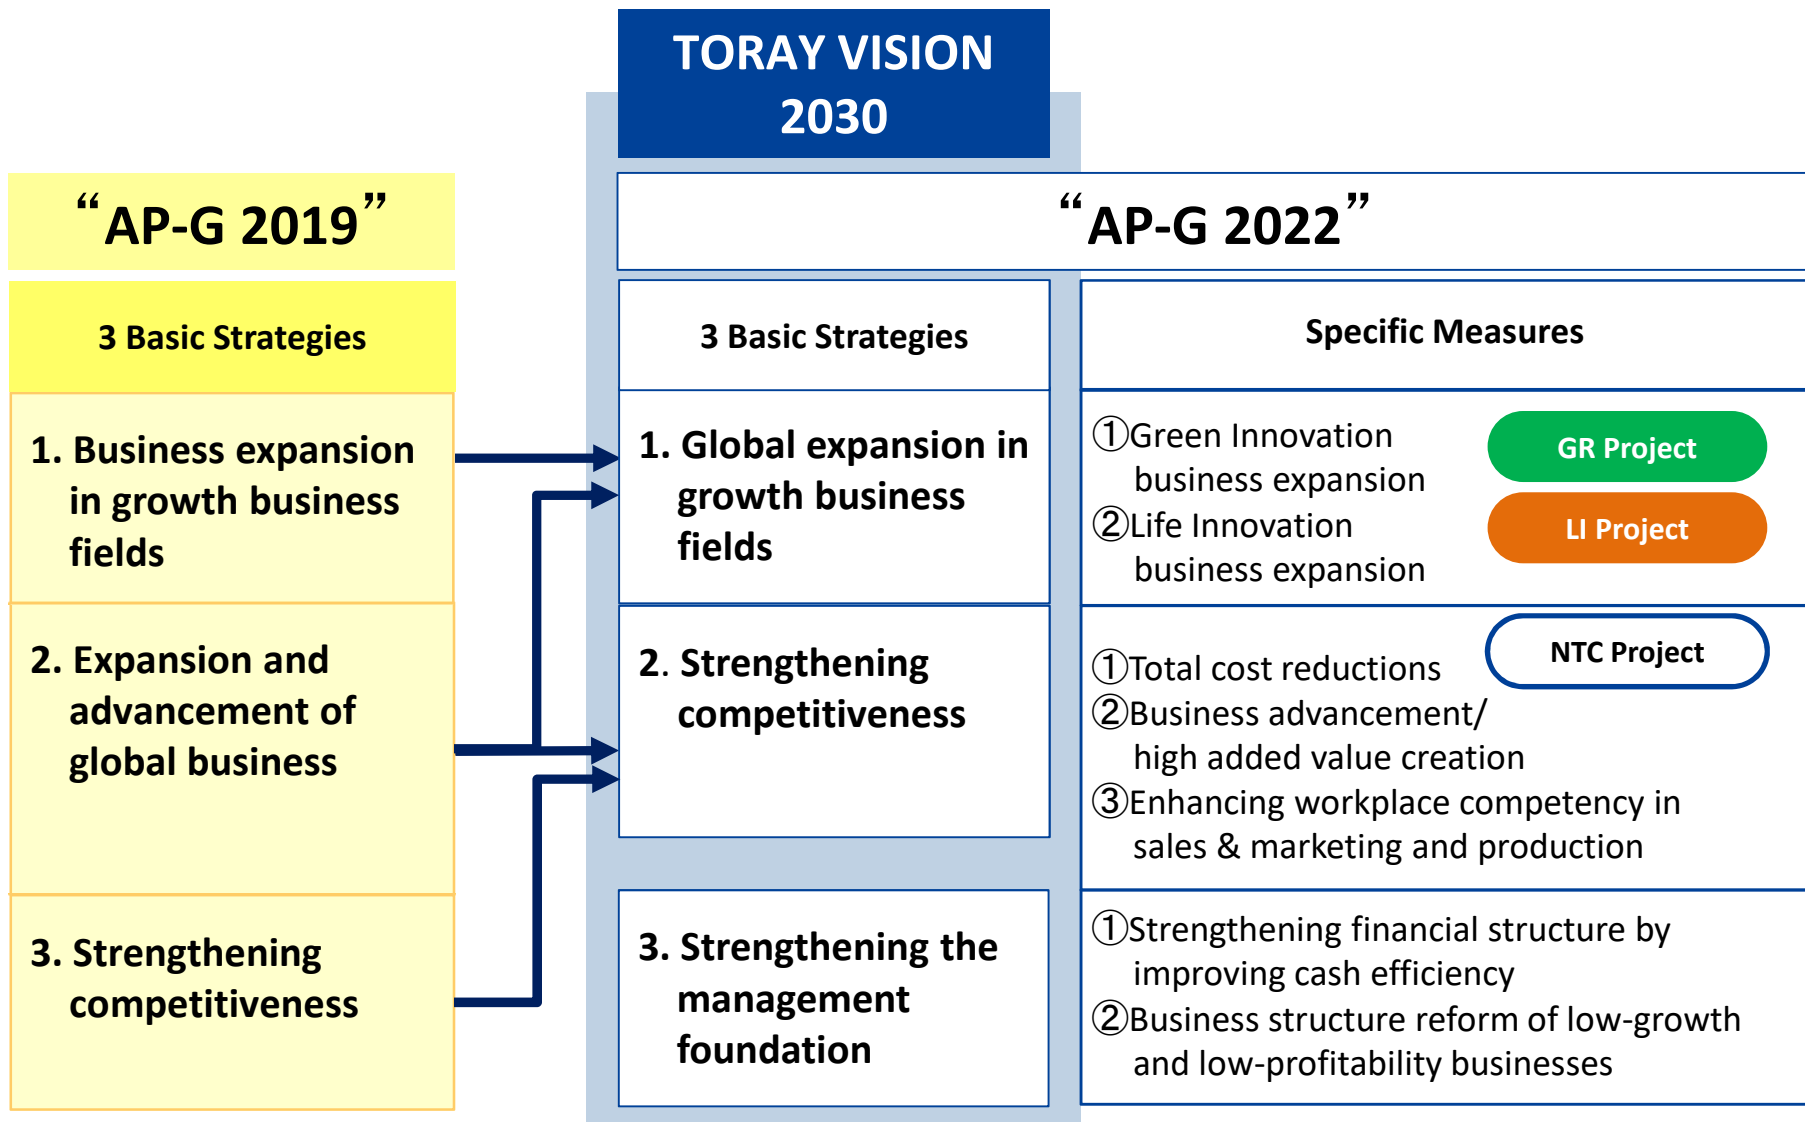 TORAY VISION
2030
“AP-G 2019”
“AP-G 2022”
3 Basic Strategies
3 Basic Strategies
Specific Measures
1. Business expansion
in growth business
fields
1. Global expansion in
growth business
fields
①Green Innovation
business expansion
②Life Innovation
business expansion
GR Project
LI Project
2. Expansion and
advancement of
global business
2. Strengthening
competitiveness
NTC Project
①Total cost reductions
②Business advancement/
high added value creation
③Enhancing workplace competency in
sales & marketing and production
3. Strengthening
competitiveness
3. Strengthening the
management
foundation
①Strengthening financial structure by
improving cash efficiency
②Business structure reform of low-growth
and low-profitability businesses